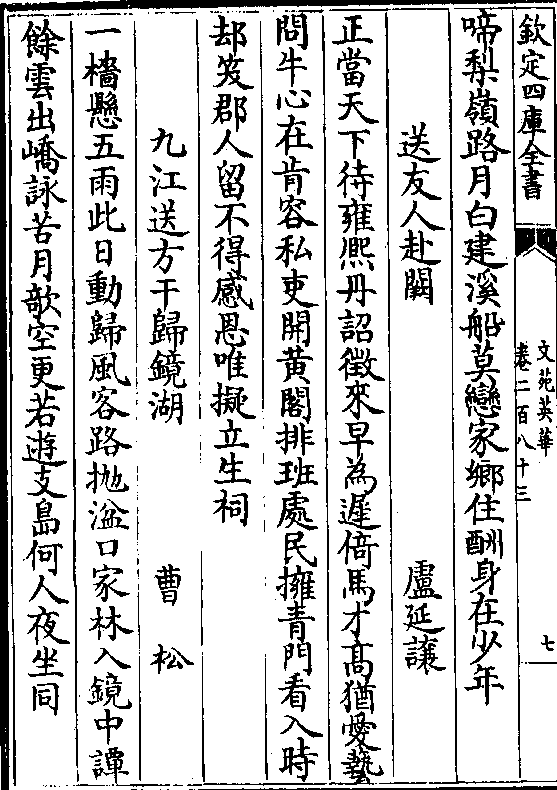 欽定四庫全書
文苑英華
卷二百八十三
七
啼梨嶺路月白建溪船莫戀家鄉住酬身在少年
送友人赴闕 盧延讓
正當天下待雍熙丹詔徵來早為遲倚馬才高猶愛藝
問牛心在肯容私吏開黄閣排班處民擁青門看入時
却笈郡人留不得感恩唯擬立生祠
九江送方干歸鏡湖 曹松
一檣懸五雨此日動歸風客路抛湓口家林入鏡中譚
餘雲出嶠詠苦月歌空更若遊支島何人夜坐同